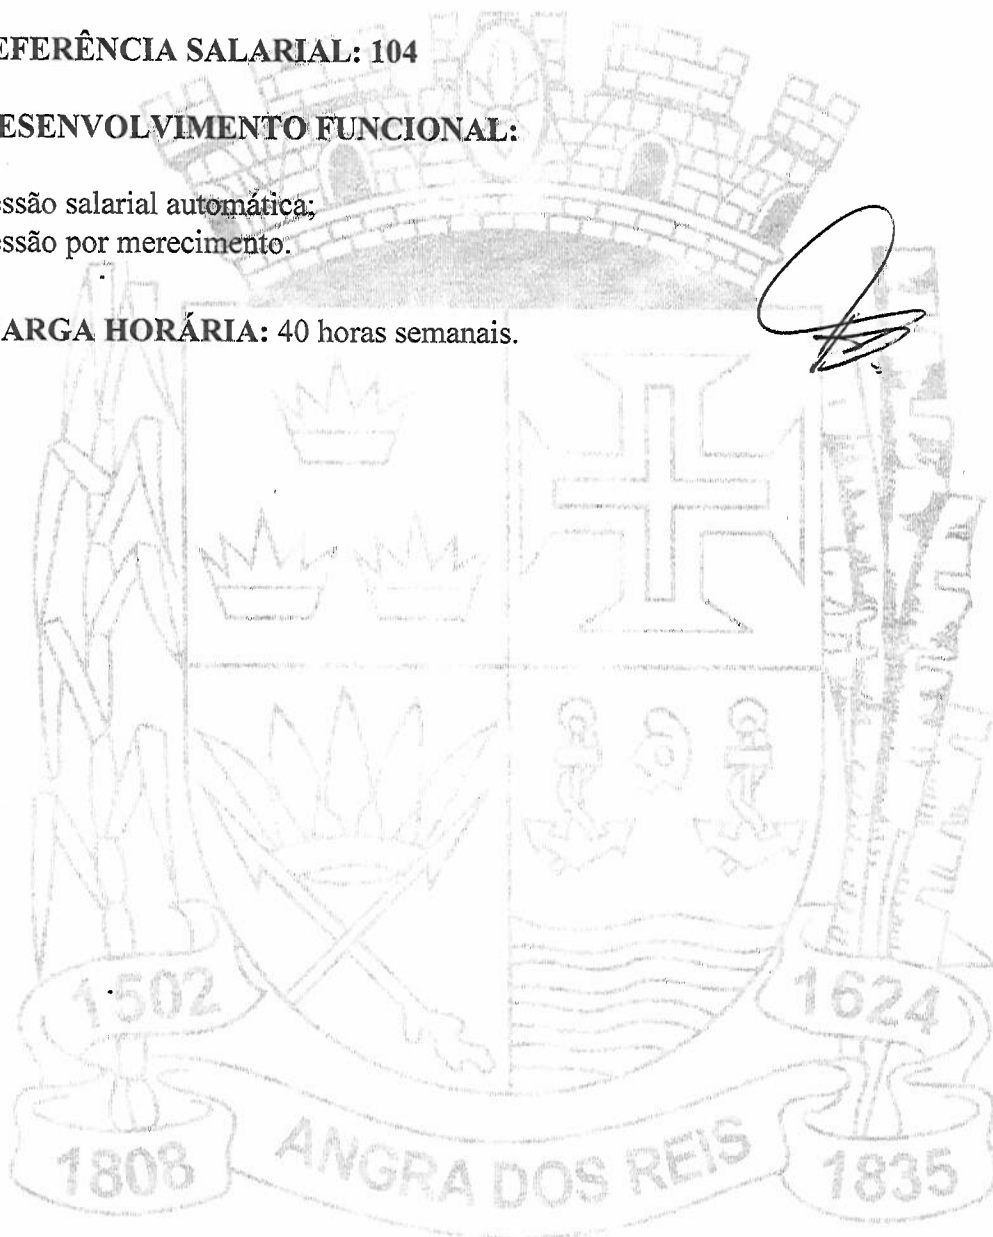 EFERÊNCIA SALARIAL: 104
ESENVOLVIMENTO FUNCIONAL:
essão salarial automática;
essão por merecimento.
ARGA HORÁRIA: 40 horas semanais.
1502
1624
1808
ANGRA DOS REIS
1835